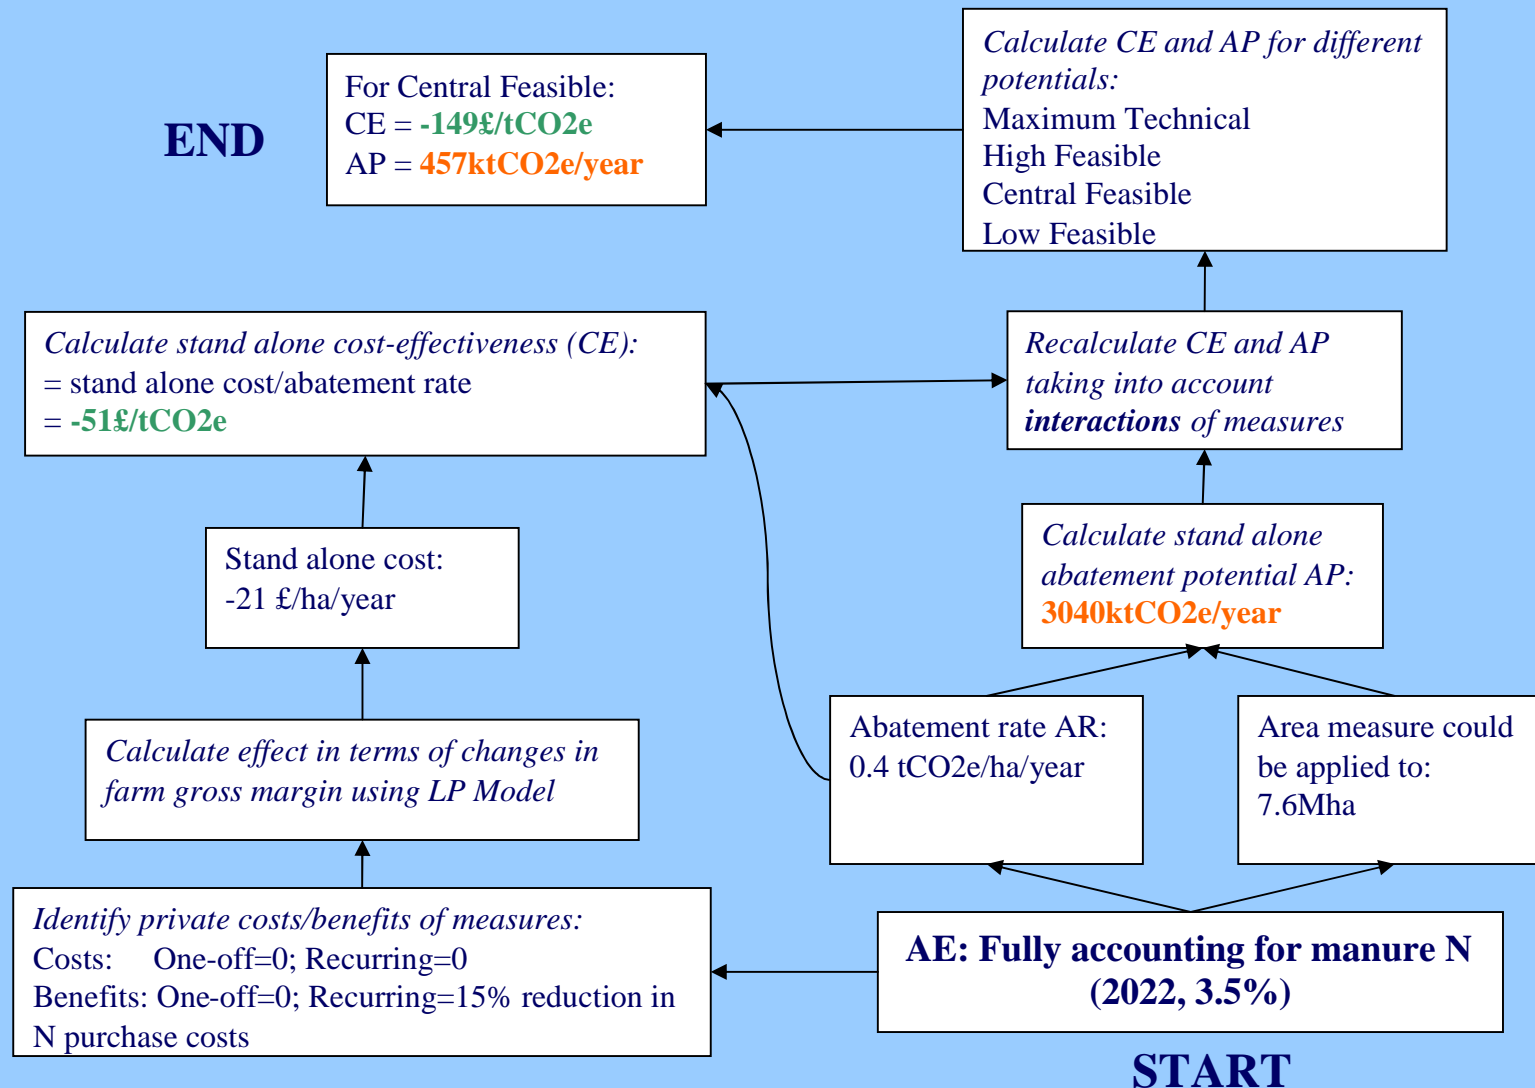 END
For Central Feasible:
CE = -149£/tCO2e
AP = 457ktCO2e/year
Calculate CE and AP for different
potentials:
Maximum Technical
High Feasible
Central Feasible
Low Feasible
Calculate stand alone cost-effectiveness (CE):
= stand alone cost/abatement rate
= -51£/tCO2e
Recalculate CE and AP
taking into account
interactions of measures
Stand alone cost:
-21 £/ha/year
Calculate stand alone
abatement potential AP:
3040ktCO2e/year
Calculate effect in terms of changes in
farm gross margin using LP Model
Abatement rate AR:
0.4 tCO2e/ha/year
Area measure could
be applied to:
7.6Mha
Identify private costs/benefits of measures:
Costs: One-off=0; Recurring=0
Benefits: One-off=0; Recurring=15% reduction in
N purchase costs
AE: Fully accounting for manure N
(2022, 3.5%)
START